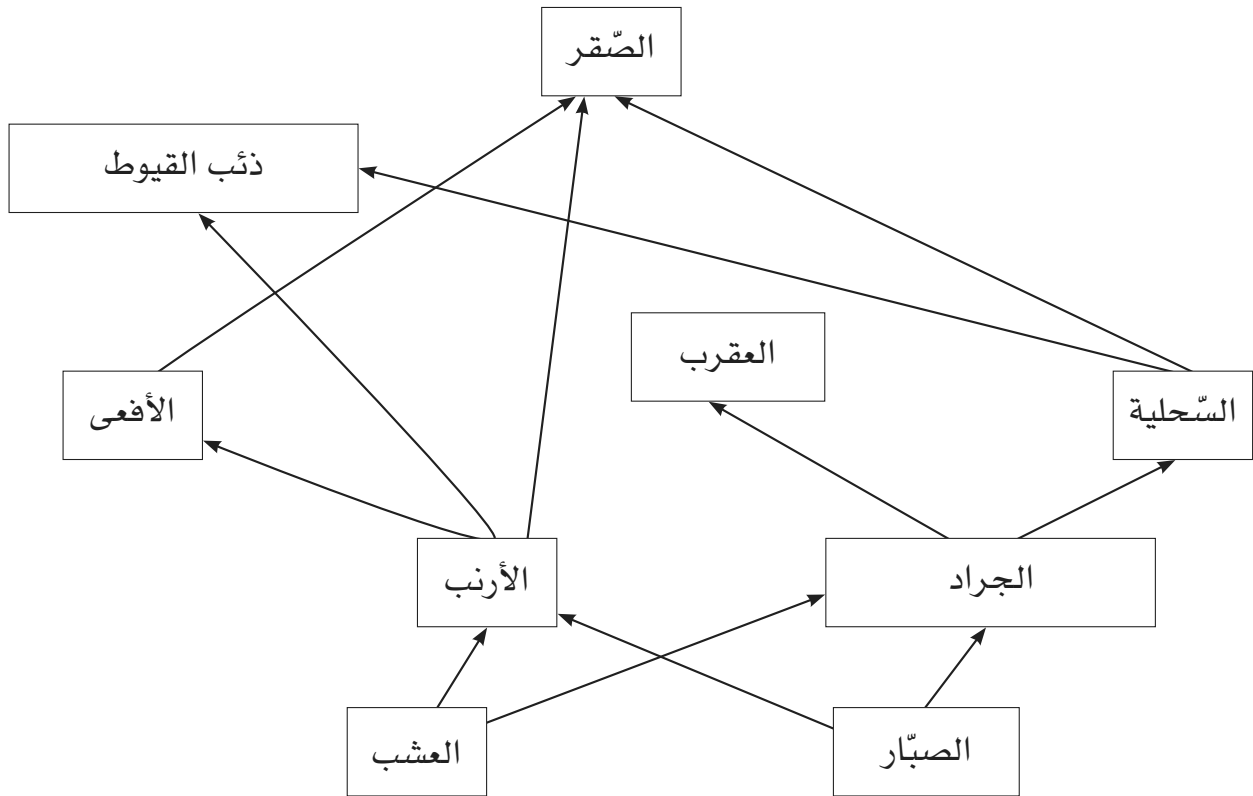 الصّقر
ذئب القيوط
العقرب
السّحلية
الأفعى
الجراد
الأرنب
الصبّار
العشب